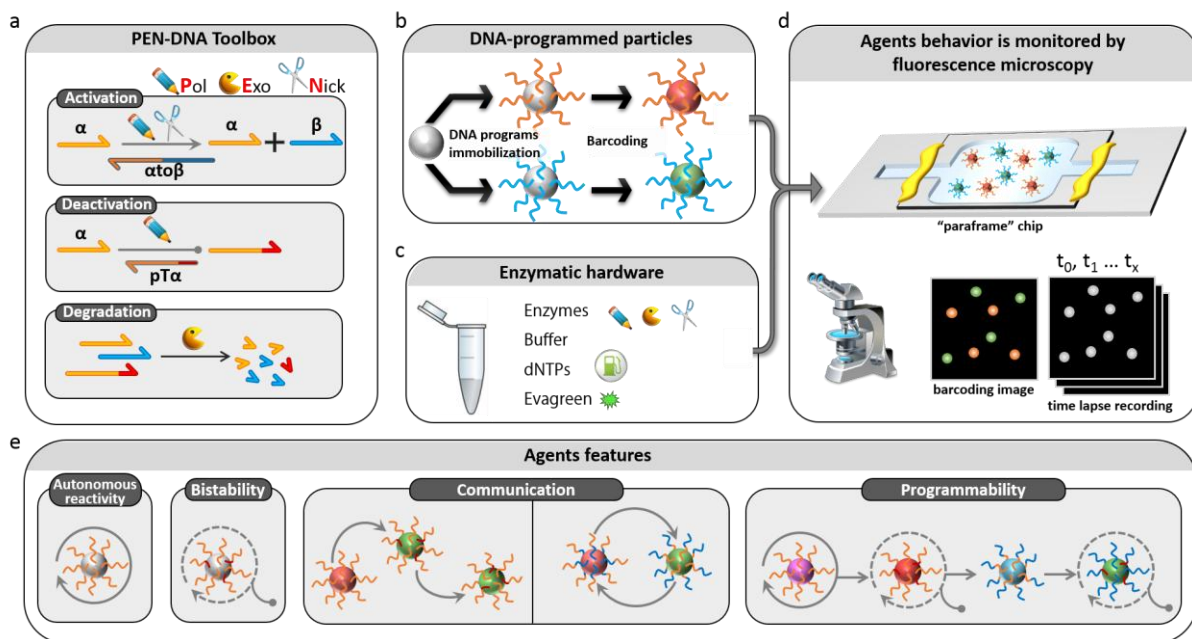 a
PEN-DNA Toolbox
Pol Exo Nick
Activation
α α β
αtoβ
Deactivation
α
pTα
Degradation
b
DNA-programmed particles
DNA programs
immobilization
Barcoding
c
Enzymatic hardware
Enzymes
Buffer
dNTPs
Evagreen
d
Agents behavior is monitored by
fluorescence microscopy
"paraframe" chip
t0, t1 ... tx
barcoding image
time lapse recording
e
Agents features
Autonomous
reactivity
Bistability
Communication
Programmability